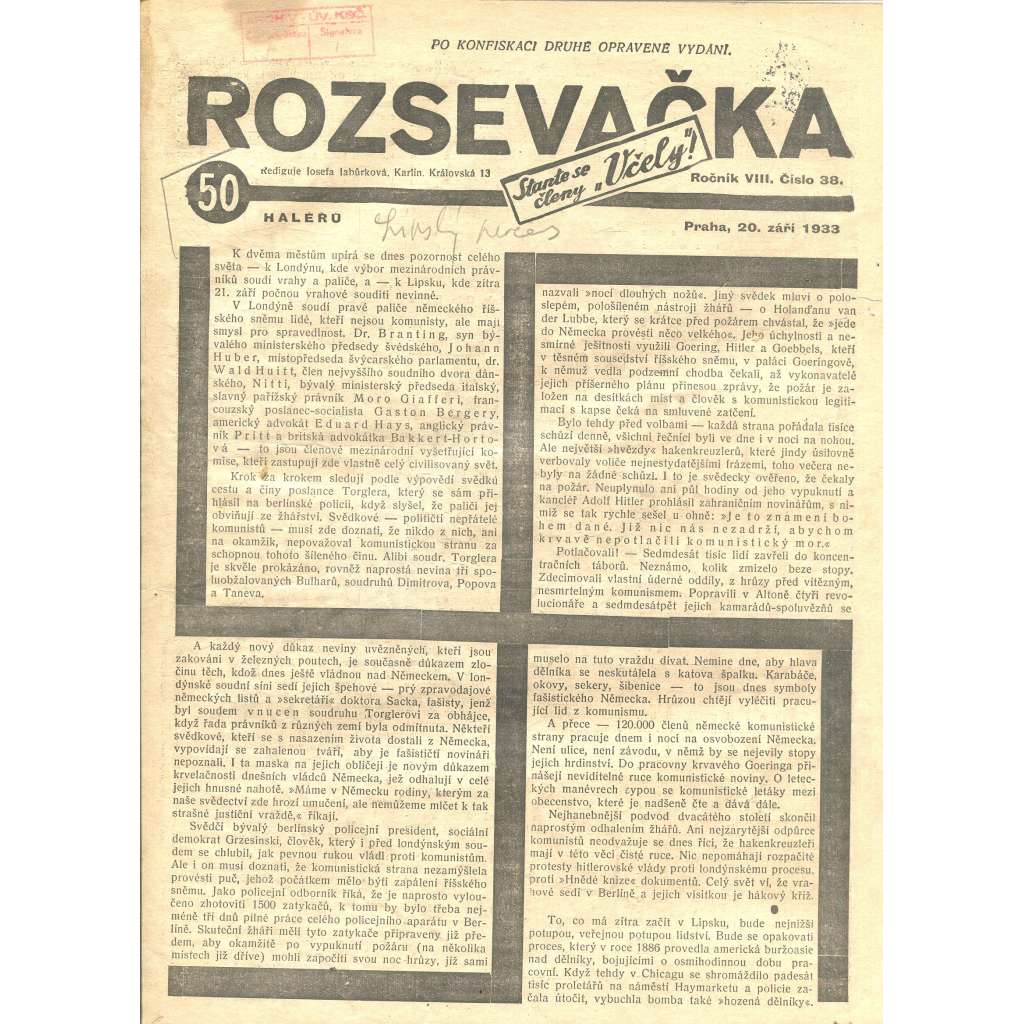 ARCHIV - ÚV. KSČ.
Signatura
PO KONFISKACI DRUHÉ OPRAVENÉ VYDÁNÍ.
ROZSEVAČKA
50
HALÉŘŮ
Rediguje Josefa Jabůrková, Karlín, Královská 13
Staňte se
členy „Včely"!
Ročník VIII. Číslo 38.
Praha, 20. září 1933
Lipský proces
K dvěma městům upírá se dnes pozornost celého
světa — k Londýnu, kde výbor mezinárodních práv-
níků soudí vrahy a paliče, a — k Lipsku, kde zítra
21. září počnou vrahové souditi nevinné.
V Londýně soudí pravé paliče německého říš-
ského sněmu lidé, kteří nejsou komunisty, ale mají
smysl pro spravedlnost. Dr. Branting, syn bý-
valého ministerského předsedy švédského, Johann
Huber, místopředseda švýcarského parlamentu, dr.
Wald Huitt, člen nejvyššího soudního dvora dán-
ského, Nitti, bývalý ministerský předseda italský,
slavný pařížský právník Moro Giafferi, fran-
couzský poslanec-socialista Gaston Bergery,
americký advokát Eduard Hays, anglický práv-
ník Pritt a britská advokátka Bakkert-Horto-
vá — to jsou členové mezinárodní vyšetřující ko-
mise, kteří zastupují zde vlastně celý civilisovaný svět.
Krok za krokem sledují podle výpovědí svědků
cestu a činy poslance Torglera, který se sám při-
hlásil na berlínské policii, když slyšel, že paliči jej
obviňují ze žhářství. Svědkové — političtí nepřátelé
komunistů — musí zde doznati, že nikdo z nich, ani
na okamžik, nepovažoval komunistickou stranu za
schopnou tohoto šíleného činu. Alibi soudr. Torglera
je skvěle prokázáno, rovněž naprostá nevina tří spo-
luobžalovaných Bulharů, soudruhů Dimitrova, Popova
a Taneva.
A každý nový důkaz neviny uvězněných, kteří jsou
zakováni v železných poutech, je současně důkazem zlo-
činu těch, kdož dnes ještě vládnou nad Německem. V lon-
dýnské soudní síni sedí jejich špehové — prý zpravodajové
německých listů a »sekretáři« doktora Sacka, fašisty, jenž
byl soudem vnucen soudruhu Torglerovi za obhájce,
když řada právníků z různých zemí byla odmítnuta. Někteří
svědkové, kteří se s nasazením života dostali z Německa,
vypovídají se zahalenou tváří, aby je fašističtí novináři
nepoznali. I ta maska na jejich obličeji je novým důkazem
krvelačnosti dnešních vládců Německa, jež odhalují v celé
jejich hnusné nahotě. »Máme v Německu rodiny, kterým za
naše svědectví zde hrozí umučení, ale nemůžeme mlčet k tak
strašné justiční vraždě,« říkají.
Svědčí bývalý berlínský policejní president, sociální
demokrat Grzesinski, člověk, který i před londýnským sou-
dem se chlubil, jak pevnou rukou vládl proti komunistům.
Ale i on musí doznati, že komunistická strana nezamýšlela
provésti puč, jehož počátkem mělo býti zapálení říšského
sněmu. Jako policejní odborník říká, že je naprosto vylou-
čeno zhotoviti 1500 zatykačů, k tomu by bylo třeba nej-
méně tří dnů pilné práce celého policejního aparátu v Ber-
líně. Skuteční žháři měli tyto zatykače připraveny již pře-
dem, aby okamžitě po vypuknutí požáru (na několika
místech již dříve) mohli započíti svou noc hrůzy, již sami
nazvali »nocí dlouhých nožů«. Jiný svědek mluví o polo-
slepém, pološíleném nástroji žhářů — o Holanďanu van
der Lubbe, který se krátce před požárem chvástal, že »jede
do Německa provésti něco velkého«. Jeho úchylnosti a ne-
smírné ješitnosti využili Goering, Hitler a Goebbels, kteří
v těsném sousedství říšského sněmu, v paláci Goeringově,
k němuž vedla podzemní chodba čekali, až vykonavatelé
jejich příšerného plánu přinesou zprávy, že požár je za-
ložen na desítkách míst a člověk s komunistickou legiti-
mací s kapse čeká na smluvené zatčení.
Bylo tehdy před volbami — každá strana pořádala tisíce
schůzí denně, všichni řečníci byli ve dne i v noci na nohou.
Ale největší »hvězdy« hakenkreuzlerů, které jindy úsilovně
verbovaly voliče nejnestydatějšími frázemi, toho večera ne-
byly na žádné schůzi. I to je svědecky ověřeno, že čekaly
na požár. Neuplynulo ani půl hodiny od jeho vypuknutí a
kancléř Adolf Hitler prohlásil zahraničním novinářům, s ni-
miž se tak rychle sešel u ohně: »Je to znamení bo-
hem dané. Již nic nás nezadrží, abychom
krvavě nepotlačili komunistický mor.«
Potlačovali! — Sedmdesát tisíc lidí zavřeli do koncen-
tračních táborů. Neznámo, kolik zmizelo beze stopy.
Zdecimovali vlastní úderné oddíly, z hrůzy před vítězným,
nesmrtelným komunismem. Popravili v Altoně čtyři revo-
lucionáře a sedmdesátpět jejich kamarádů-spoluvězňů se
muselo na tuto vraždu dívat. Nemine dne, aby hlava
dělníka se neskutálela s katova špalku. Karabáče,
okovy, sekery, šibenice — to jsou dnes symboly
fašistického Německa. Hrůzou chtějí vyléčiti pracu-
jící lid z komunismu.
A přece — 120.000 členů německé komunistické
strany pracuje dnem i nocí na osvobození Německa.
Není ulice, není závodu, v němž by se nejevily stopy
jejich hrdinství. Do pracovny krvavého Goeringa při-
nášejí neviditelné ruce komunistické noviny. O letec-
kých manévrech sypou se komunistické letáky mezi
obecenstvo, které je nadšeně čte a dává dále.
Nejhanebnější podvod dvacátého století skončil
naprostým odhalením žhářů. Ani nejzarytější odpůrce
komunistů neodvažuje se dnes říci, že hakenkreuzleři
mají v této věci čisté ruce. Nic nepomáhají rozpačité
protesty hitlerovské vlády proti londýnskému procesu,
proti »Hnědé knize« dokumentů. Celý svět ví, že vra-
hové sedí v Berlíně a jejich visitkou je hákový kříž.
●
To, co má zítra začít v Lipsku, bude nejnižší
potupou, veřejnou potupou lidství. Bude se opakovati
proces, který v roce 1886 provedla americká buržoasie
nad dělníky, bojujícími o osmihodinnou dobu pra-
covní. Když tehdy v Chicagu se shromáždilo padesát
tisíc proletářů na náměstí Haymarketu a policie za-
čala útočit, vybuchla bomba také »hozená dělníky«.